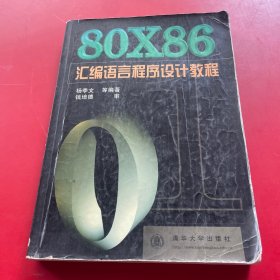 80X86
汇编语言程序设计教程
杨季文 等编著
钱培德 审
清华大学出版社